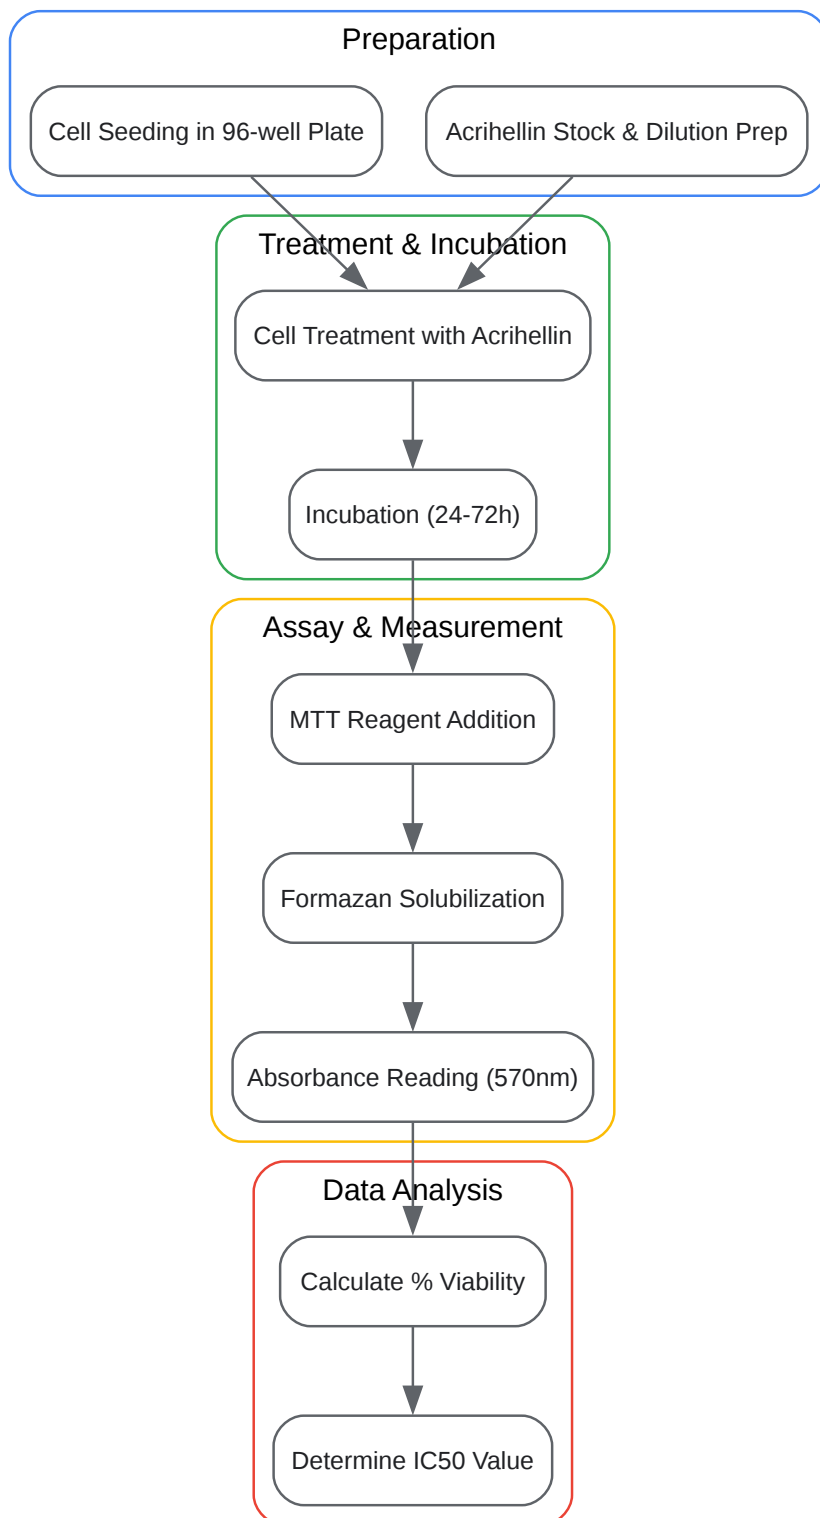 Preparation
Cell Seeding in 96-well Plate
Acrihellin Stock & Dilution Prep
Treatment & Incubation
Cell Treatment with Acrihellin
Incubation (24-72h)
Assay & Measurement
MTT Reagent Addition
Formazan Solubilization
Absorbance Reading (570nm)
Data Analysis
Calculate % Viability
Determine IC50 Value